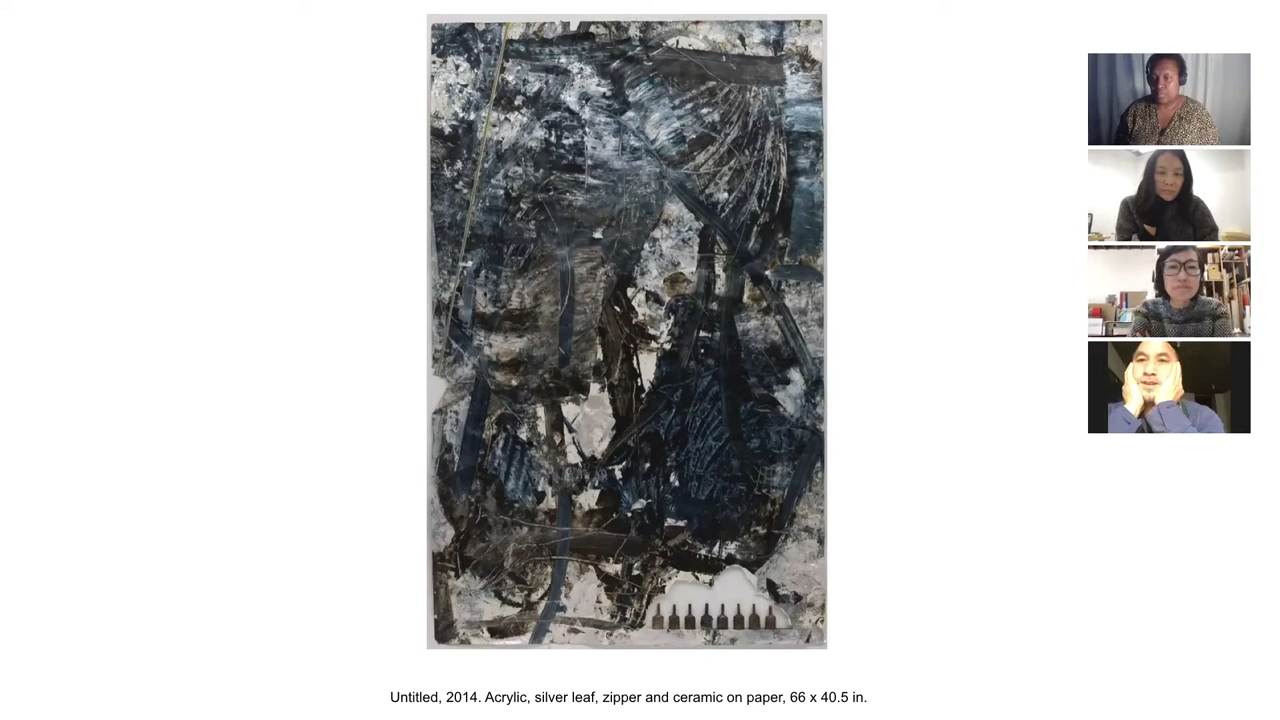 Untitled, 2014. Acrylic, silver leaf, zipper and ceramic on paper, 66 x 40.5 in.